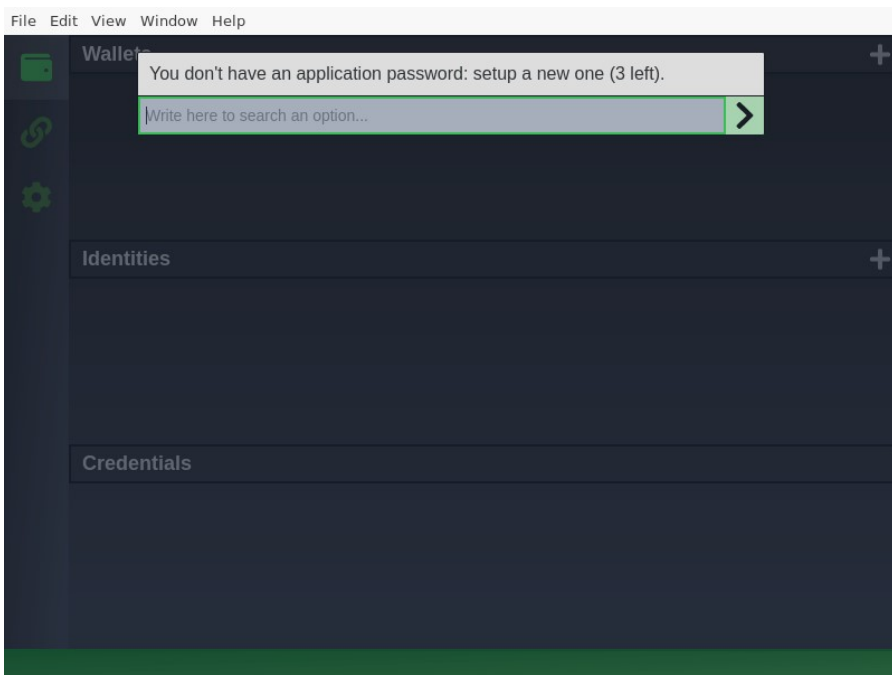 File Edit View Window Help
Wallets
You don't have an application password: setup a new one (3 left).
Write here to search an option...
Identities
Credentials